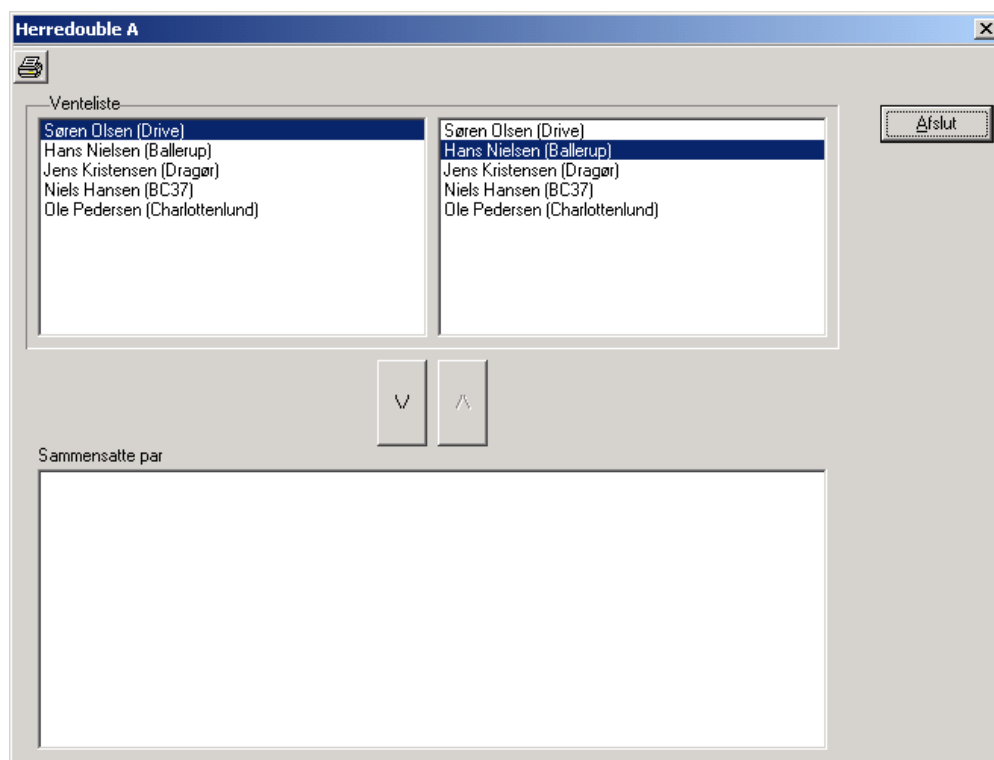 Herredouble A
Venteliste
Søren Olsen (Drive)
Hans Nielsen (Ballerup)
Jens Kristensen (Dragør)
Niels Hansen (BC37)
Ole Pedersen (Charlottenlund)
Søren Olsen (Drive)
Hans Nielsen (Ballerup)
Jens Kristensen (Dragør)
Niels Hansen (BC37)
Ole Pedersen (Charlottenlund)
Afslut
\/ /\
Sammensatte par